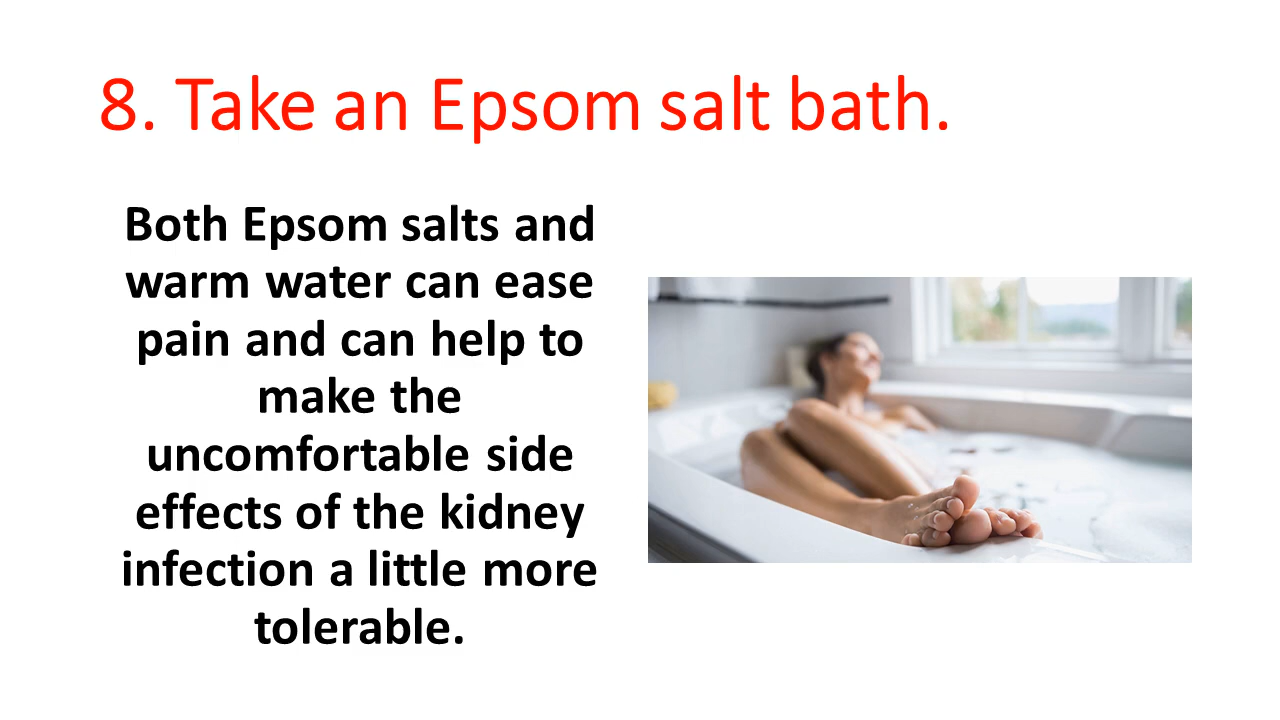 8. Take an Epsom salt bath.
Both Epsom salts and
warm water can ease
pain and can help to
make the
uncomfortable side
effects of the kidney
infection a little more
tolerable.